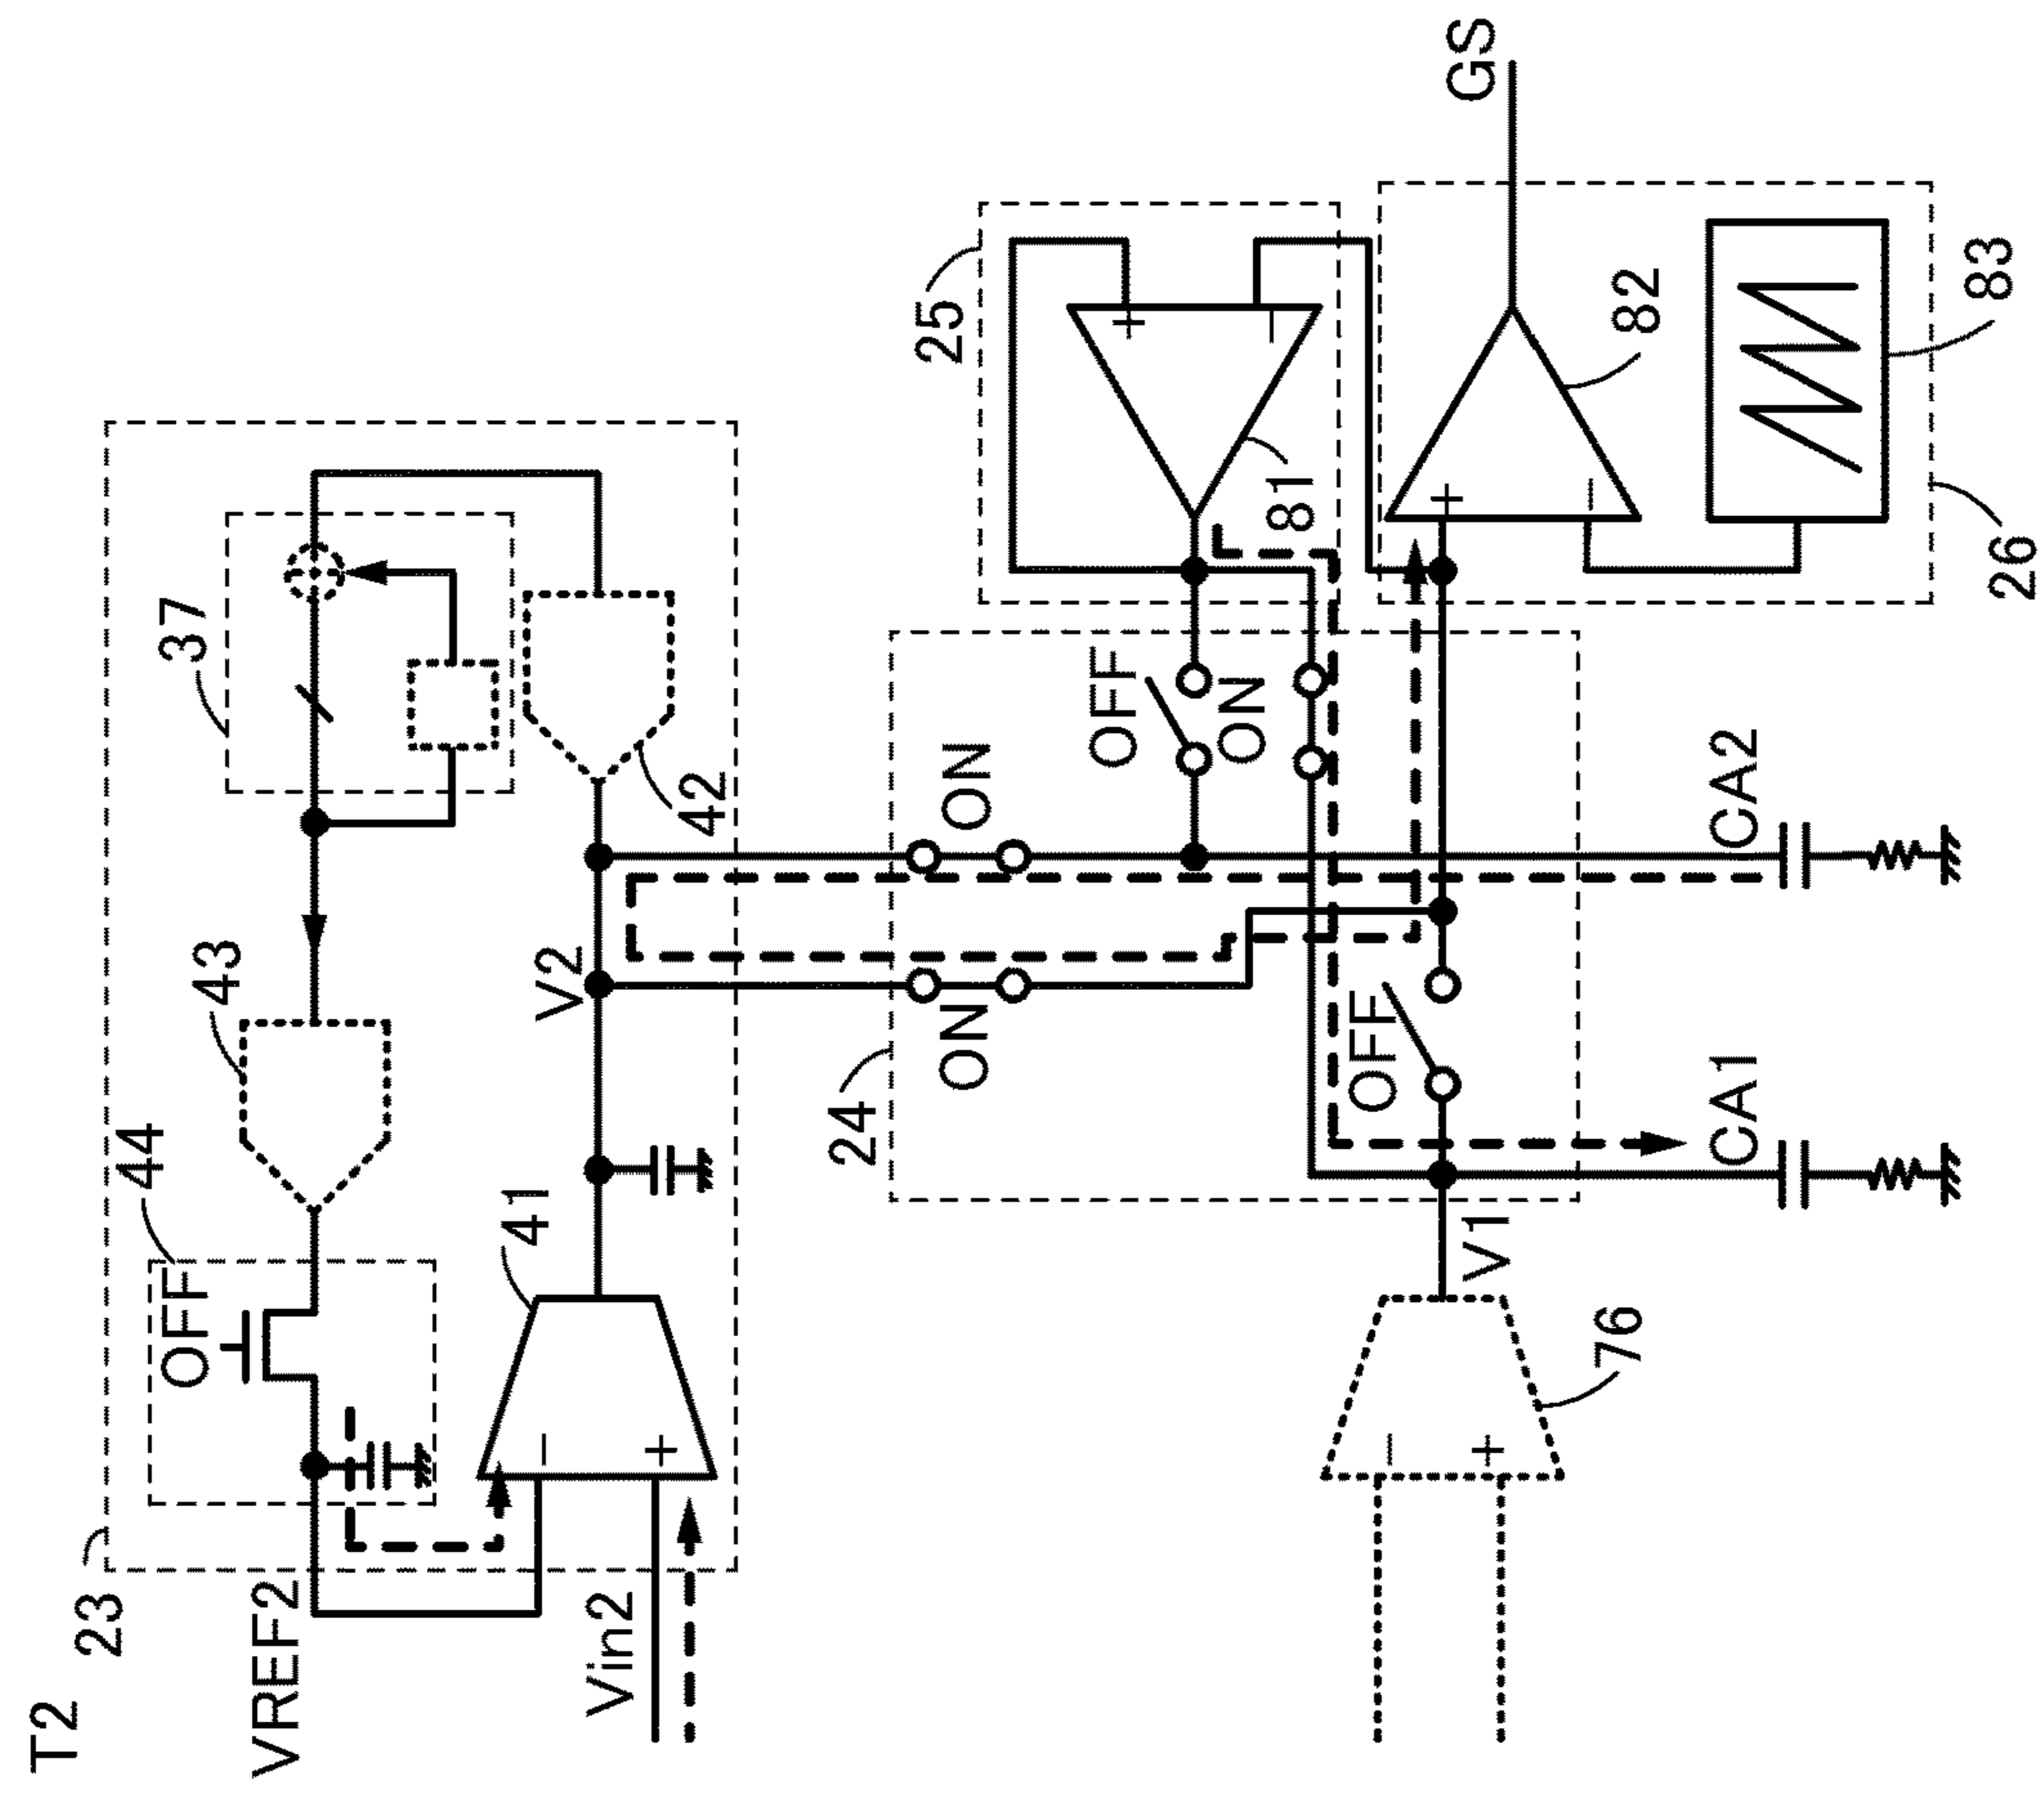 T2
23
44
43
37
VREF2
OFF
41
V2
42
Vin2
−
+
24
ON
ON
25
OFF
ON
+
−
81
GS
V1
OFF
+
−
82
76
−
+
CA1
CA2
83
26